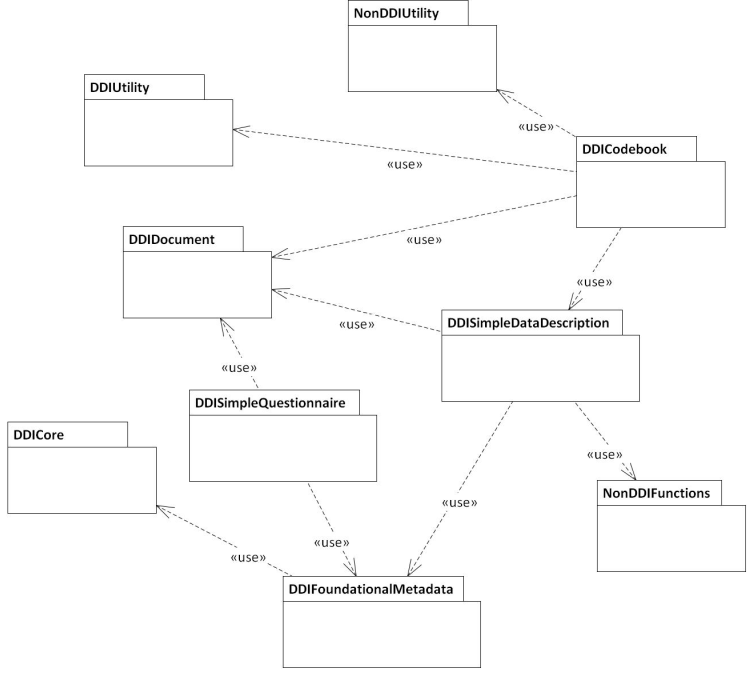 NonDDIUtility
DDIUtility
«use»
DDICodebook
«use»
DDIDocument
«use»
«use»
DDISimpleDataDescription
«use»
«use»
DDISimpleQuestionnaire
DDICore
«use»
NonDDIFunctions
«use»
«use»
«use»
DDIFoundationalMetadata